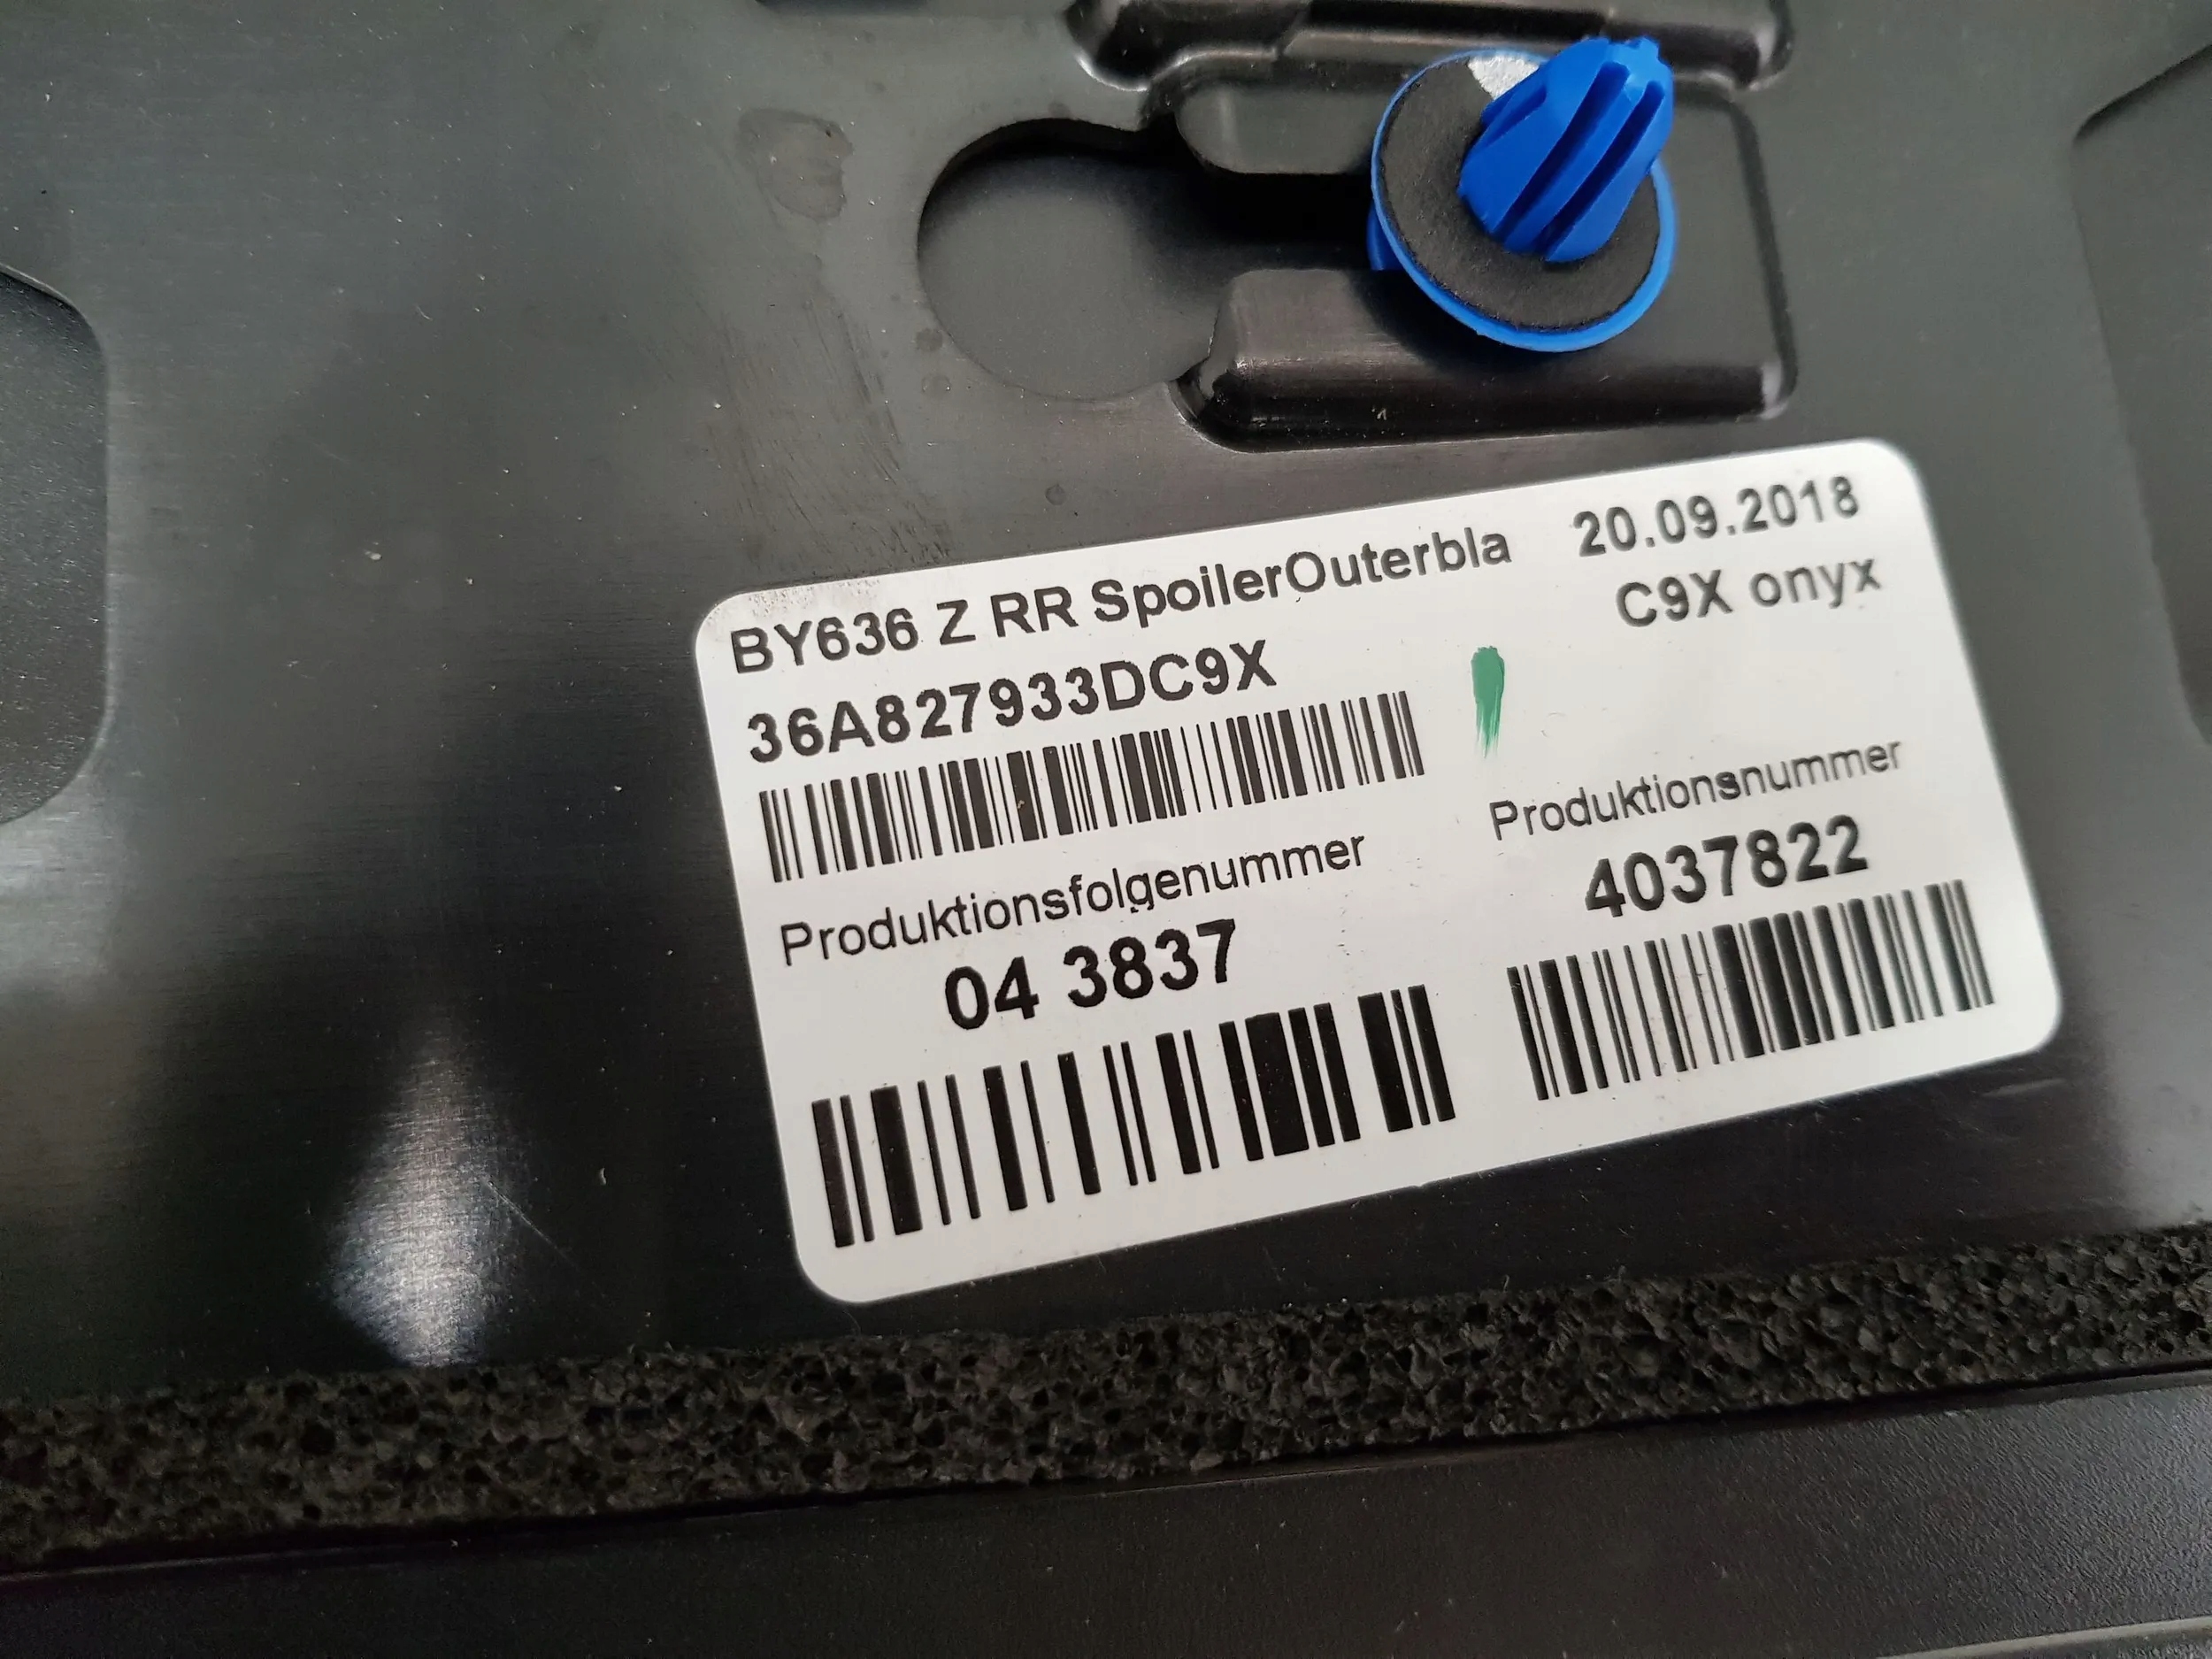 BY636 Z RR SpoilerOuterbla 20.09.2018
36A827933DC9X C9X onyx
Produktionsfolgenummer Produktionsnummer
04 3837 4037822